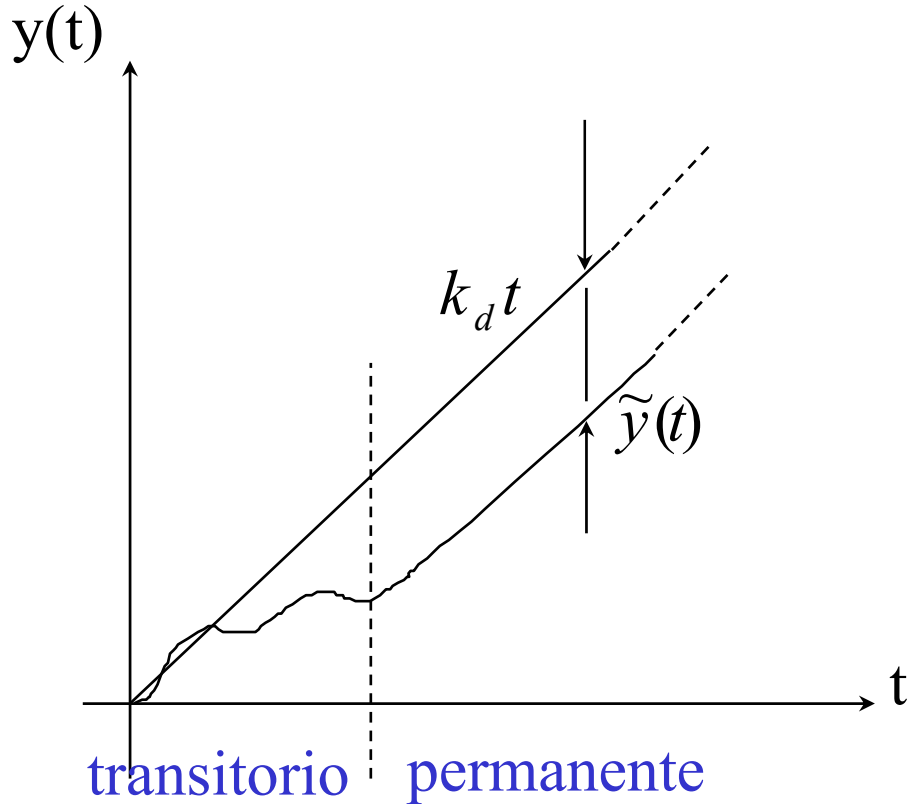 y(t)
k_d t
ỹ(t)
t
transitorio permanente